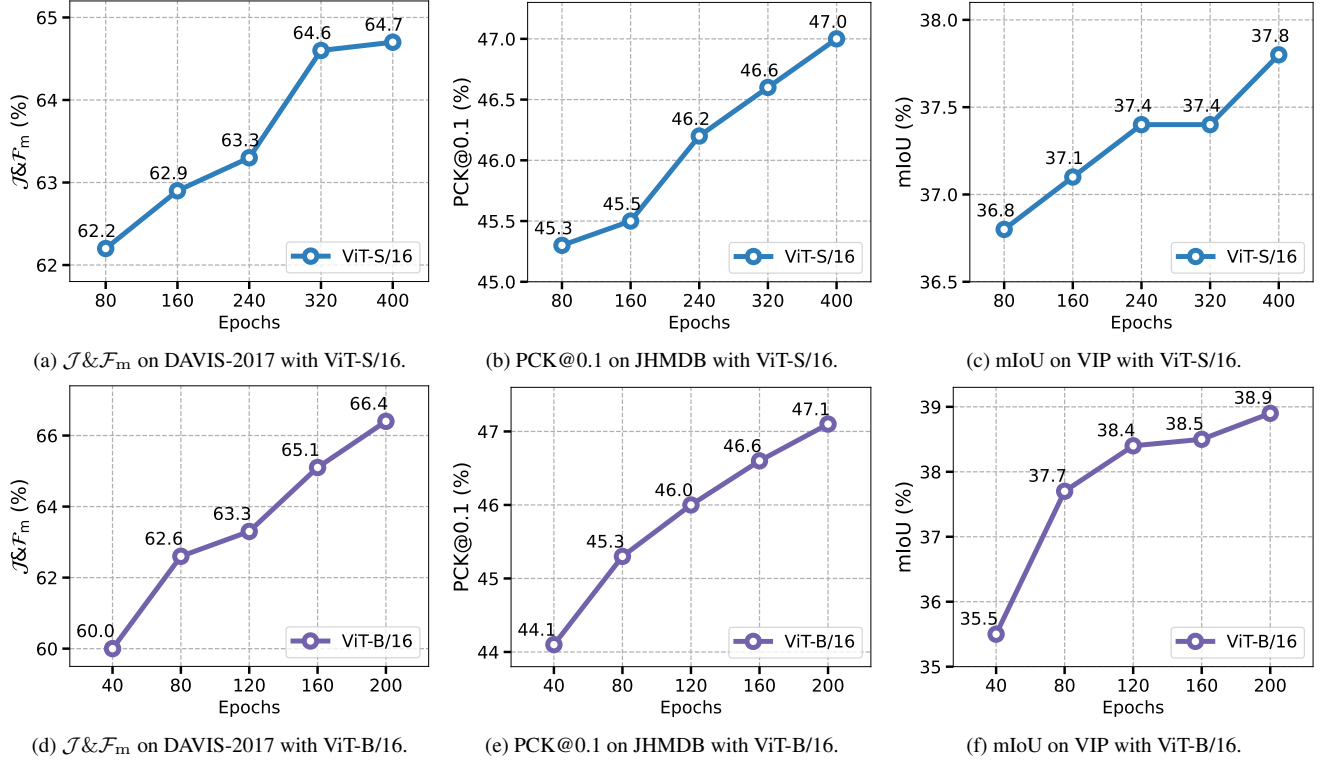 65
64
63
62
𝒥&ℱm (%)
62.2
62.9
63.3
64.6
64.7
ViT-S/16
80 160 240 320 400
Epochs
(a) 𝒥&ℱm on DAVIS-2017 with ViT-S/16.
47.0
46.5
46.0
45.5
45.0
PCK@0.1 (%)
45.3
45.5
46.2
46.6
47.0
ViT-S/16
80 160 240 320 400
Epochs
(b) PCK@0.1 on JHMDB with ViT-S/16.
38.0
37.5
37.0
36.5
mIoU (%)
36.8
37.1
37.4
37.4
37.8
ViT-S/16
80 160 240 320 400
Epochs
(c) mIoU on VIP with ViT-S/16.
66
64
62
60
𝒥&ℱm (%)
60.0
62.6
63.3
65.1
66.4
ViT-B/16
40 80 120 160 200
Epochs
(d) 𝒥&ℱm on DAVIS-2017 with ViT-B/16.
47
46
45
44
PCK@0.1 (%)
44.1
45.3
46.0
46.6
47.1
ViT-B/16
40 80 120 160 200
Epochs
(e) PCK@0.1 on JHMDB with ViT-B/16.
39
38
37
36
35
mIoU (%)
35.5
37.7
38.4
38.5
38.9
ViT-B/16
40 80 120 160 200
Epochs
(f) mIoU on VIP with ViT-B/16.